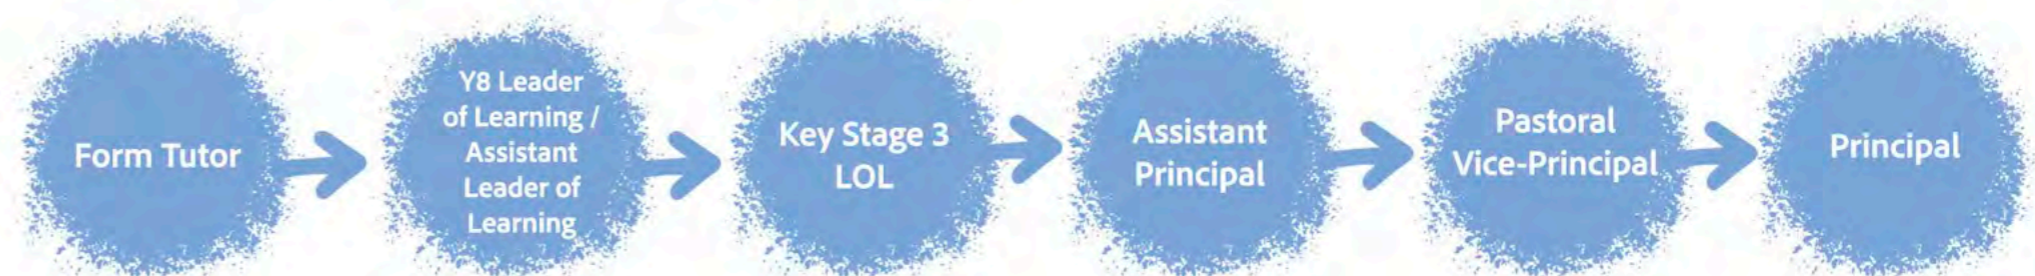 Form Tutor
Y8 Leader
of Learning /
Assistant
Leader of
Learning
Key Stage 3
LOL
Assistant
Principal
Pastoral
Vice-Principal
Principal